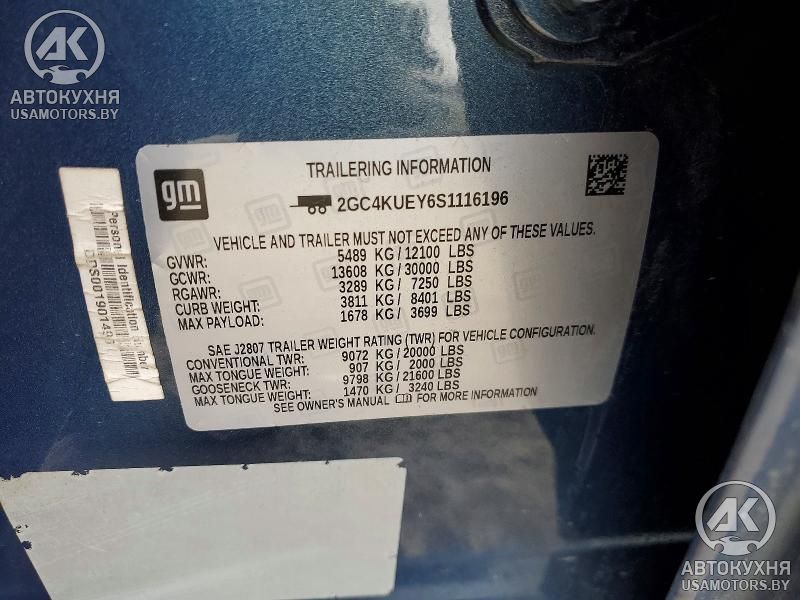 AK
АВТОКУХНЯ
USAMOTORS.BY
gm
TRAILERING INFORMATION
2GC4KUEY6S1116196
VEHICLE AND TRAILER MUST NOT EXCEED ANY OF THESE VALUES.
GVWR: 5489 KG / 12100 LBS
GCWR: 13608 KG / 30000 LBS
RGAWR: 3289 KG / 7250 LBS
CURB WEIGHT: 3811 KG / 8401 LBS
MAX PAYLOAD: 1678 KG / 3699 LBS
SAE J2807 TRAILER WEIGHT RATING (TWR) FOR VEHICLE CONFIGURATION.
CONVENTIONAL TWR: 9072 KG / 20000 LBS
MAX TONGUE WEIGHT: 907 KG / 2000 LBS
GOOSENECK TWR: 9798 KG / 21600 LBS
MAX TONGUE WEIGHT: 1470 KG / 3240 LBS
SEE OWNER'S MANUAL FOR MORE INFORMATION
Identification
AK
АВТОКУХНЯ
USAMOTORS.BY